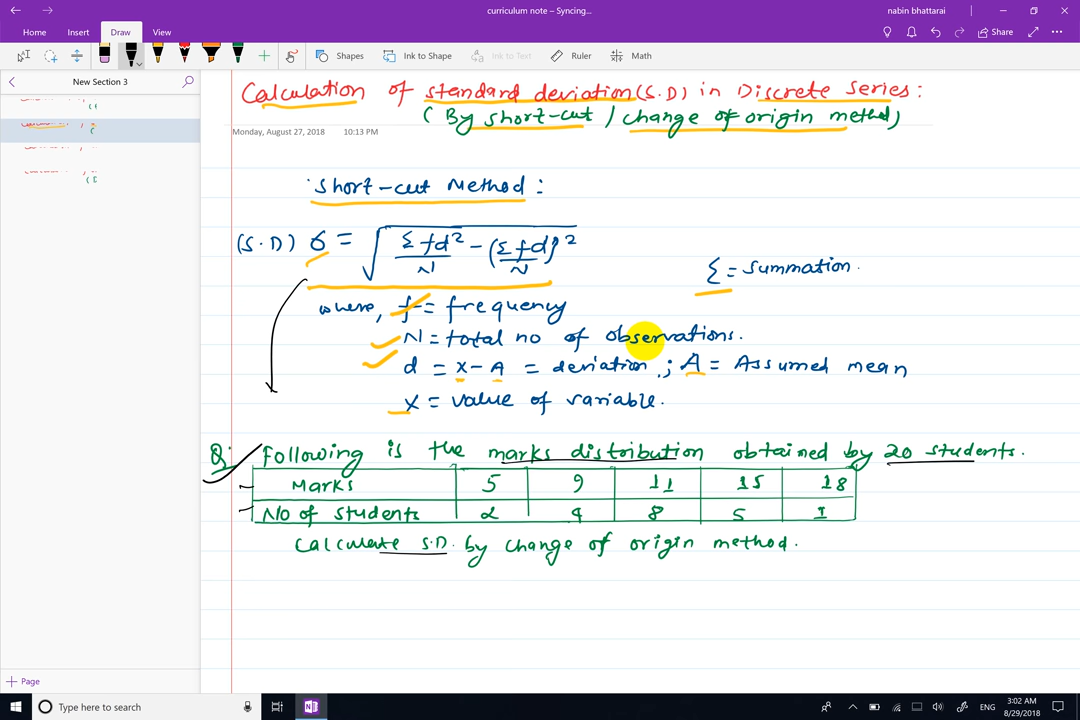 curriculum note – Syncing...
nabin bhattarai
Home Insert Draw View
Share
Shapes
Ink to Shape
Ink to Text
Ruler
Math
New Section 3
Calculation of standard deviation (S.D) in Discrete Series:
(By short-cut / change of origin method)
Monday, August 27, 2018 10:13 PM
Short-cut Method:
(S.D) σ = √ Σfd²/N - (Σfd/N)²
Σ = Summation.
where, f = frequency
N = total no of observations.
d = x - A = deviation ; A = Assumed mean
x = value of variable.
Q. Following is the marks distribution obtained by 20 students.
Marks 5 9 11 15 18
No of students 2 4 8 5 1
Calculate S.D. by change of origin method.
+ Page
Type here to search
ENG
3:02 AM
8/29/2018